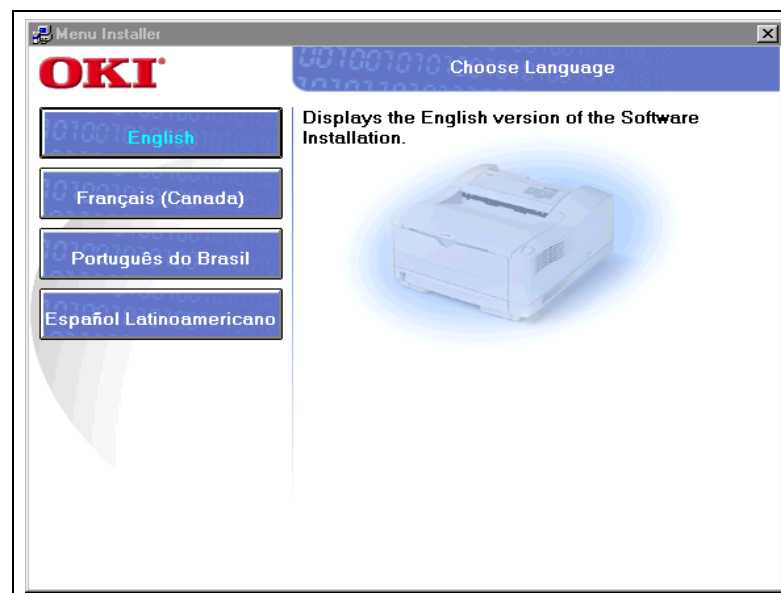 Menu Installer
OKI
Choose Language
English
Français (Canada)
Português do Brasil
Español Latinoamericano
Displays the English version of the Software
Installation.